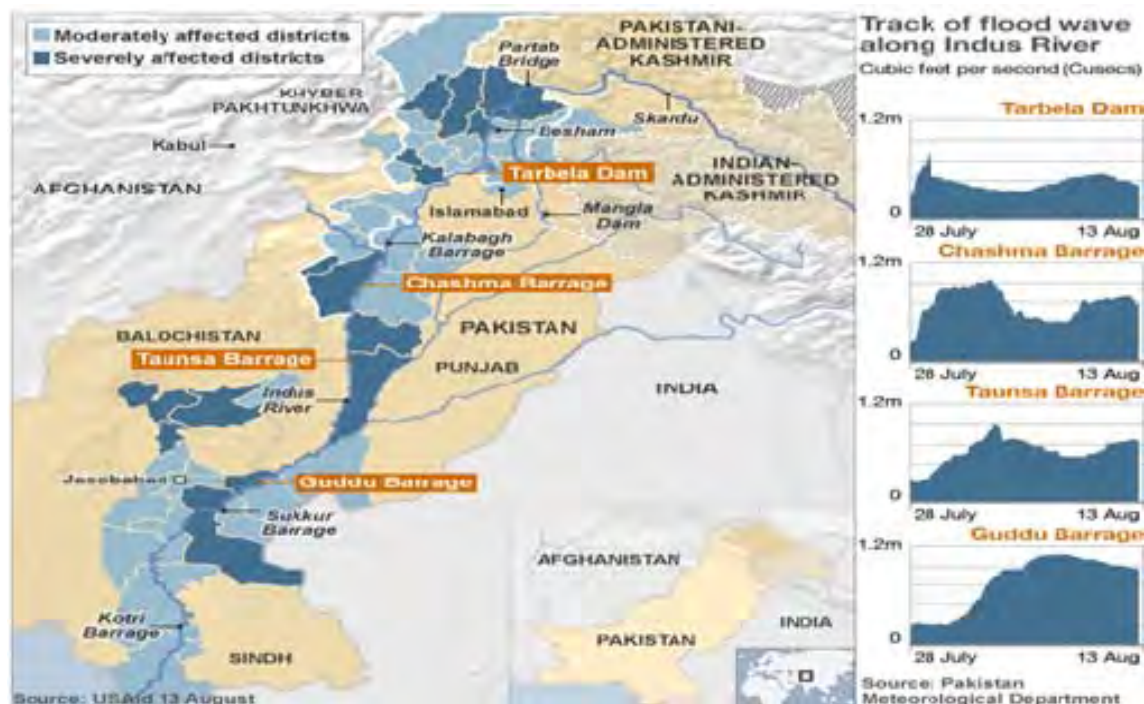 Moderately affected districts
Severely affected districts
PAKISTANI-
ADMINISTERED
KASHMIR
Partab
Bridge
KHYBER
PAKHTUNKHWA
Kabul
Besham
Skardu
AFGHANISTAN
Tarbela Dam
INDIAN-
ADMINISTERED
KASHMIR
Islamabad
Mangla
Dam
Kalabagh
Barrage
Chashma Barrage
BALOCHISTAN
PAKISTAN
Taunsa Barrage
PUNJAB
Indus
River
INDIA
Jacobabad
Guddu Barrage
Sukkur
Barrage
AFGHANISTAN
Kotri
Barrage
INDIA
PAKISTAN
SINDH
Source: USAid 13 August
Track of flood wave
along Indus River
Cubic feet per second (Cusecs)
Tarbela Dam
1.2m
0
28 July 13 Aug
Chashma Barrage
1.2m
0
28 July 13 Aug
Taunsa Barrage
1.2m
0
28 July 13 Aug
Guddu Barrage
1.2m
0
28 July 13 Aug
Source: Pakistan
Meteorological Department